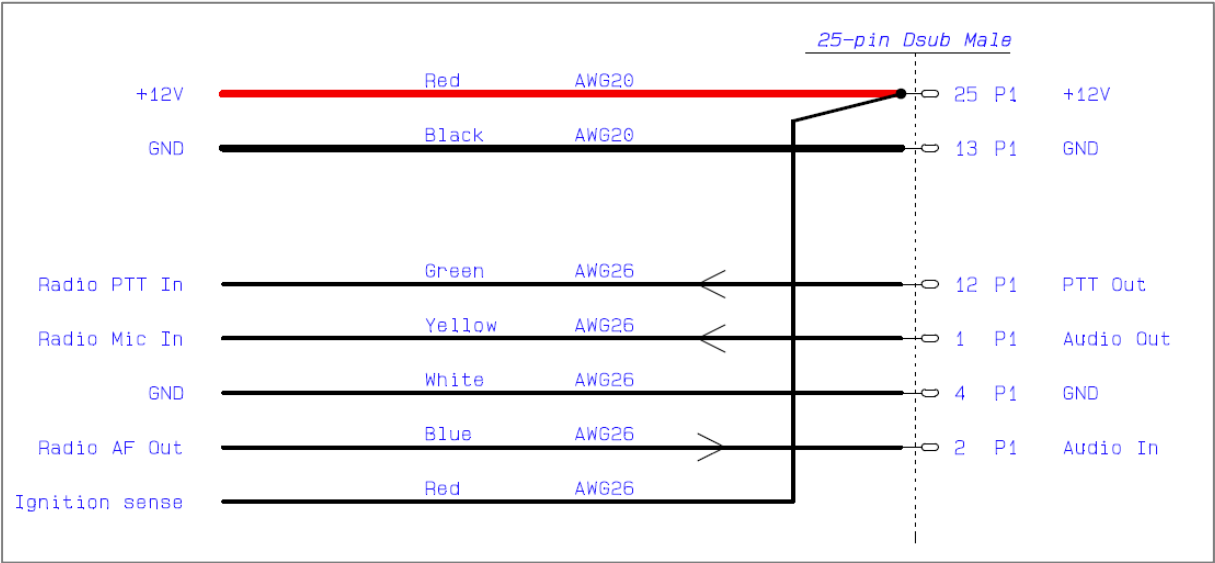 25-pin Dsub Male
+12V Red AWG20 25 P1 +12V
GND Black AWG20 13 P1 GND
Radio PTT In Green AWG26 12 P1 PTT Out
Radio Mic In Yellow AWG26 1 P1 Audio Out
GND White AWG26 4 P1 GND
Radio AF Out Blue AWG26 2 P1 Audio In
Ignition sense Red AWG26